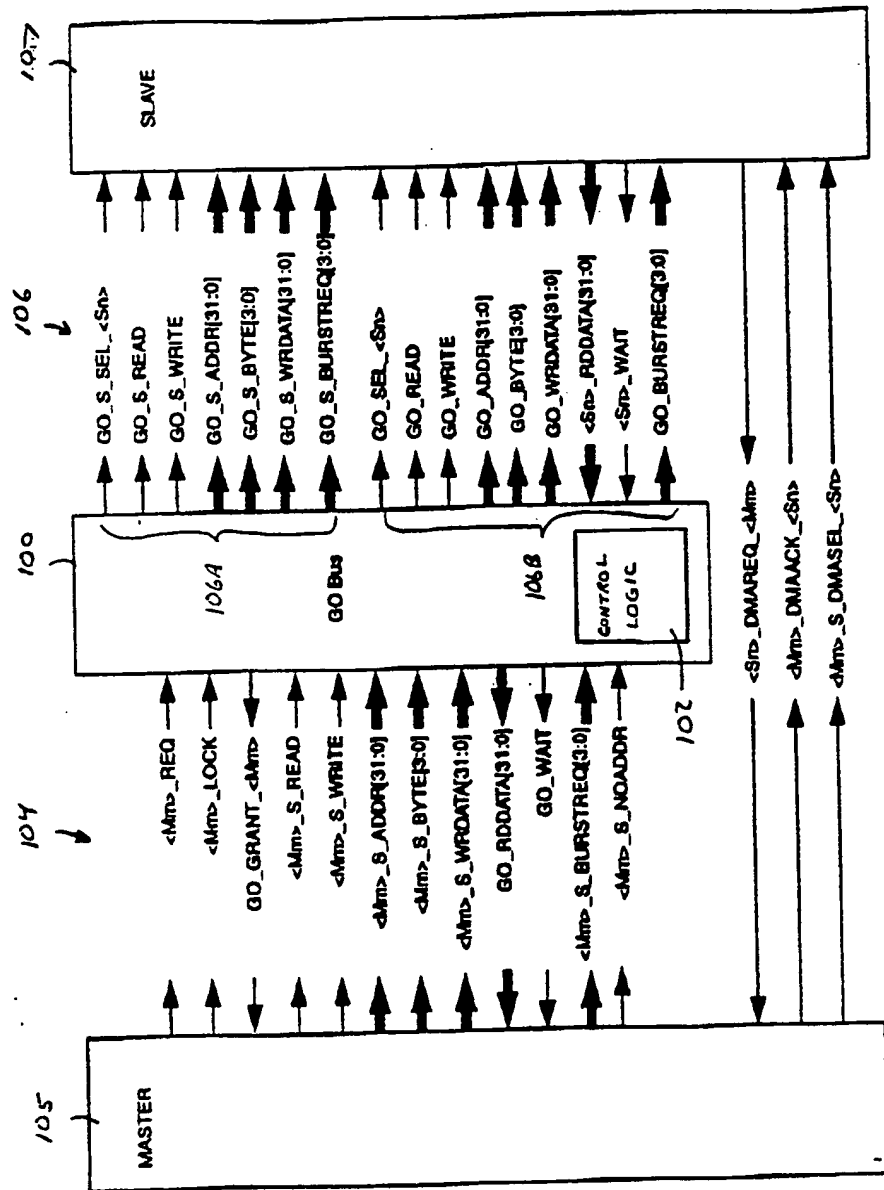 105
MASTER
104
<Mm>_REQ
<Mm>_LOCK
GO_GRANT_<Mm>
<Mm>_S_READ
<Mm>_S_WRITE
<Mm>_S_ADDR[31:0]
<Mm>_S_BYTE[3:0]
<Mm>_S_WRDATA[31:0]
GO_RDDATA[31:0]
GO_WAIT
<Mm>_S_BURSTREQ[3:0]
<Mm>_S_NOADDR
100
106A
GO Bus
106B
CONTROL
LOGIC
102
106
GO_S_SEL_<Sn>
GO_S_READ
GO_S_WRITE
GO_S_ADDR[31:0]
GO_S_BYTE[3:0]
GO_S_WRDATA[31:0]
GO_S_BURSTREQ[3:0]
GO_SEL_<Sn>
GO_READ
GO_WRITE
GO_ADDR[31:0]
GO_BYTE[3:0]
GO_WRDATA[31:0]
<Sn>_RDDATA[31:0]
<Sn>_WAIT
GO_BURSTREQ[3:0]
<Sn>_DMAREQ_<Mm>
<Mm>_DMAACK_<Sn>
<Mm>_S_DMASEL_<Sn>
107
SLAVE